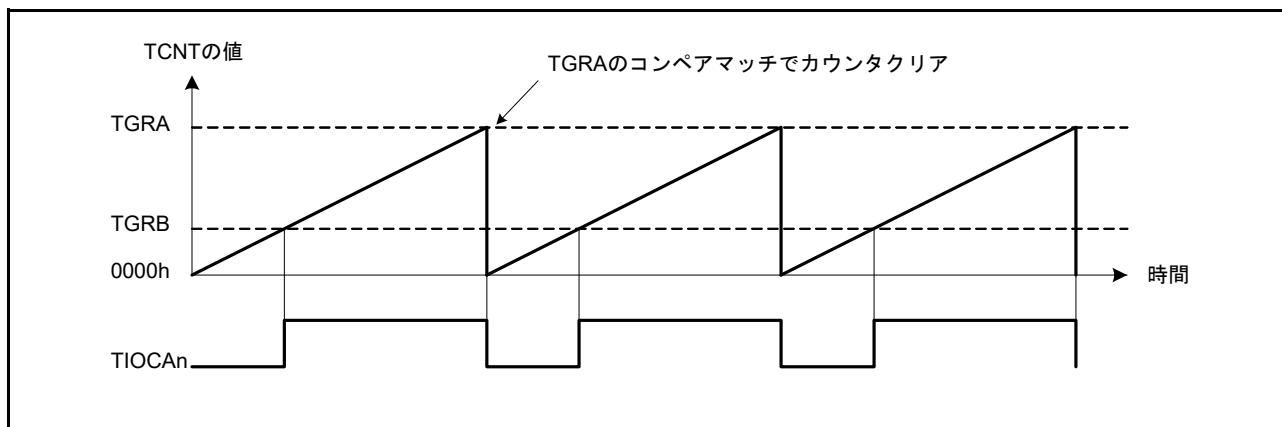 TCNTの値
TGRAのコンペアマッチでカウンタクリア
TGRA
TGRB
0000h
時間
TIOCAn